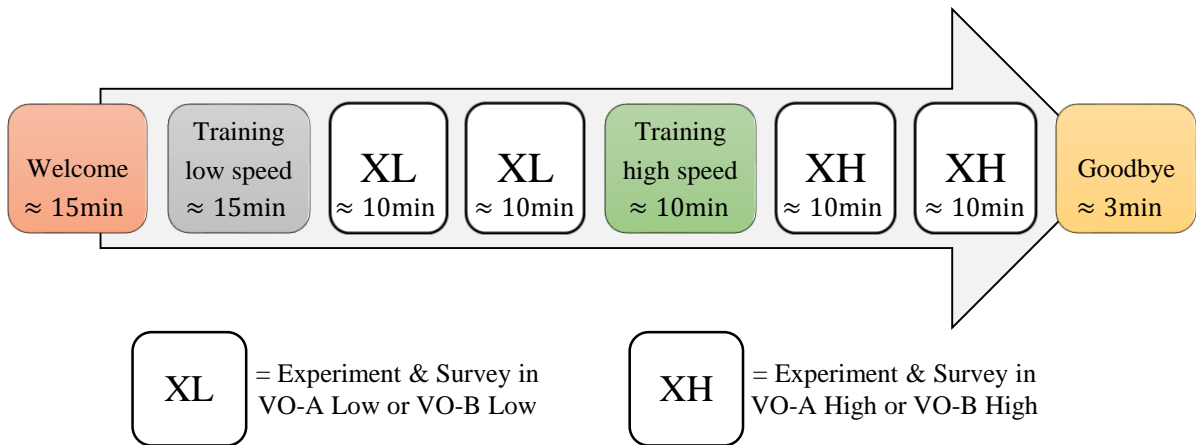 Welcome
≈ 15min
Training
low speed
≈ 15min
XL
≈ 10min
XL
≈ 10min
Training
high speed
≈ 10min
XH
≈ 10min
XH
≈ 10min
Goodbye
≈ 3min
XL
= Experiment & Survey in
VO-A Low or VO-B Low
XH
= Experiment & Survey in
VO-A High or VO-B High